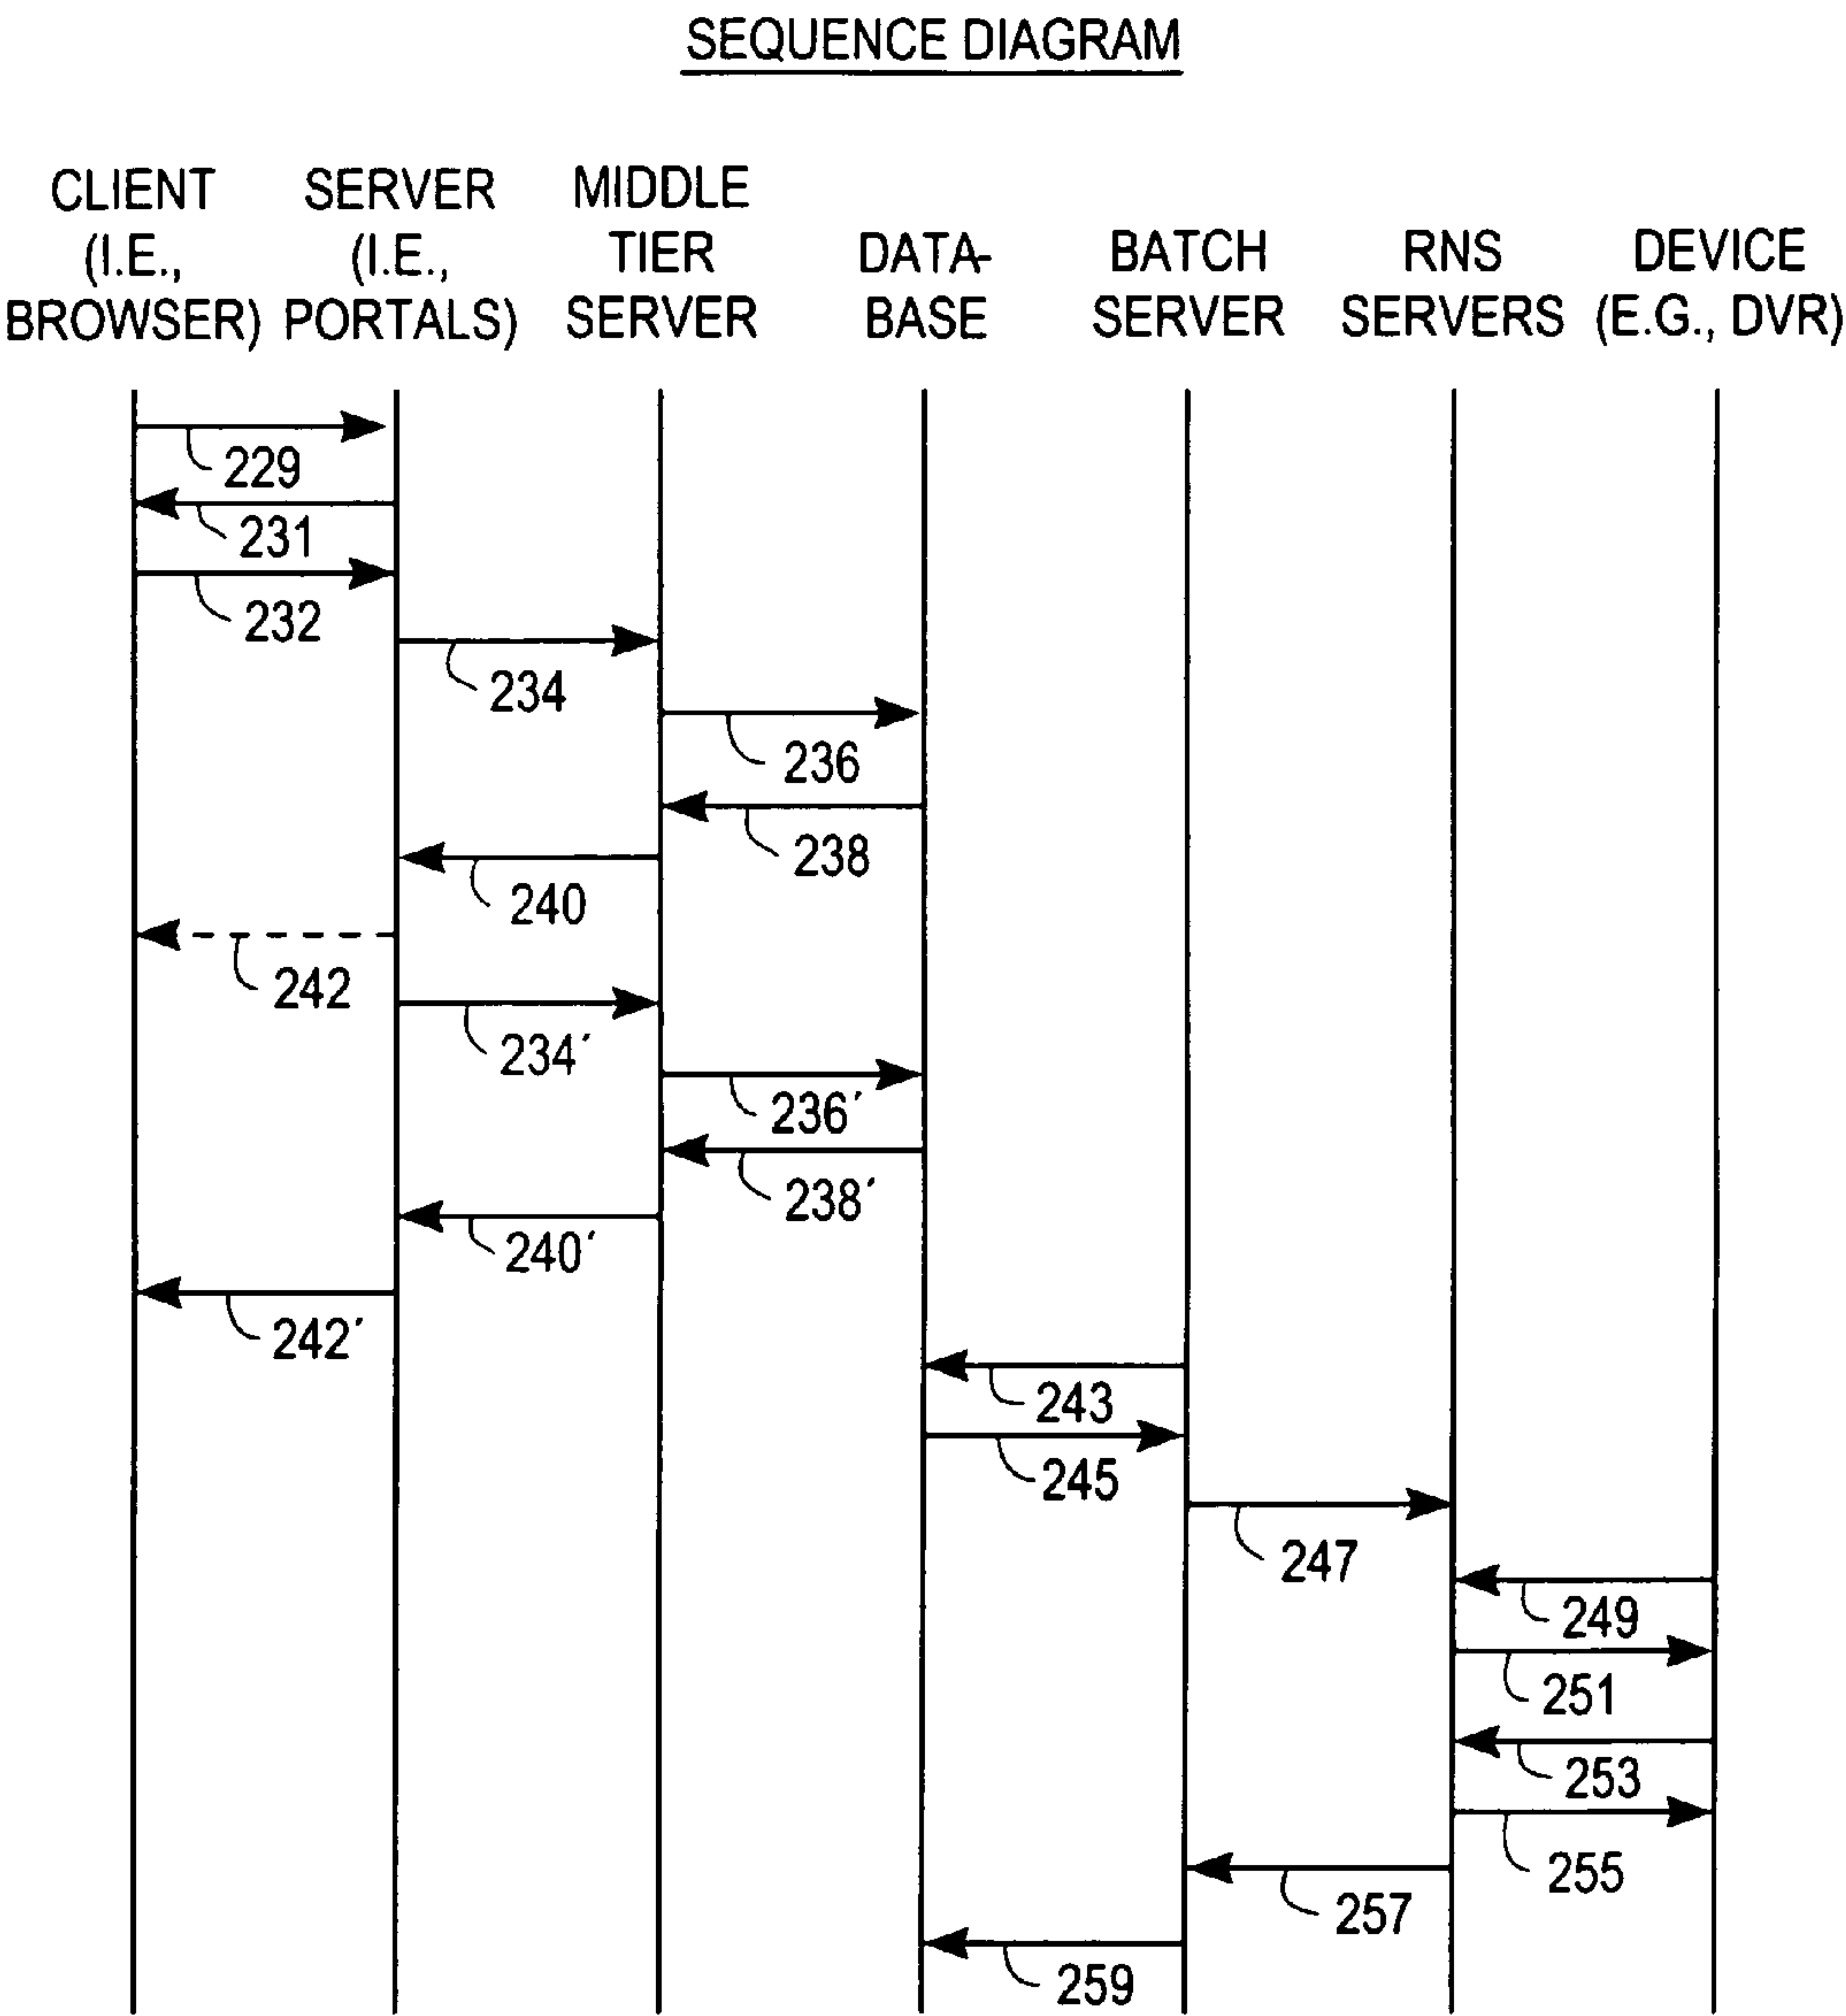 SEQUENCE DIAGRAM
CLIENT
(I.E.,
BROWSER)
SERVER
(I.E.,
PORTALS)
MIDDLE
TIER
SERVER
DATA-
BASE
BATCH
SERVER
RNS
SERVERS
DEVICE
(E.G., DVR)
229
231
232
234
236
238
240
242
234´
236´
238´
240´
242´
243
245
247
249
251
253
255
257
259